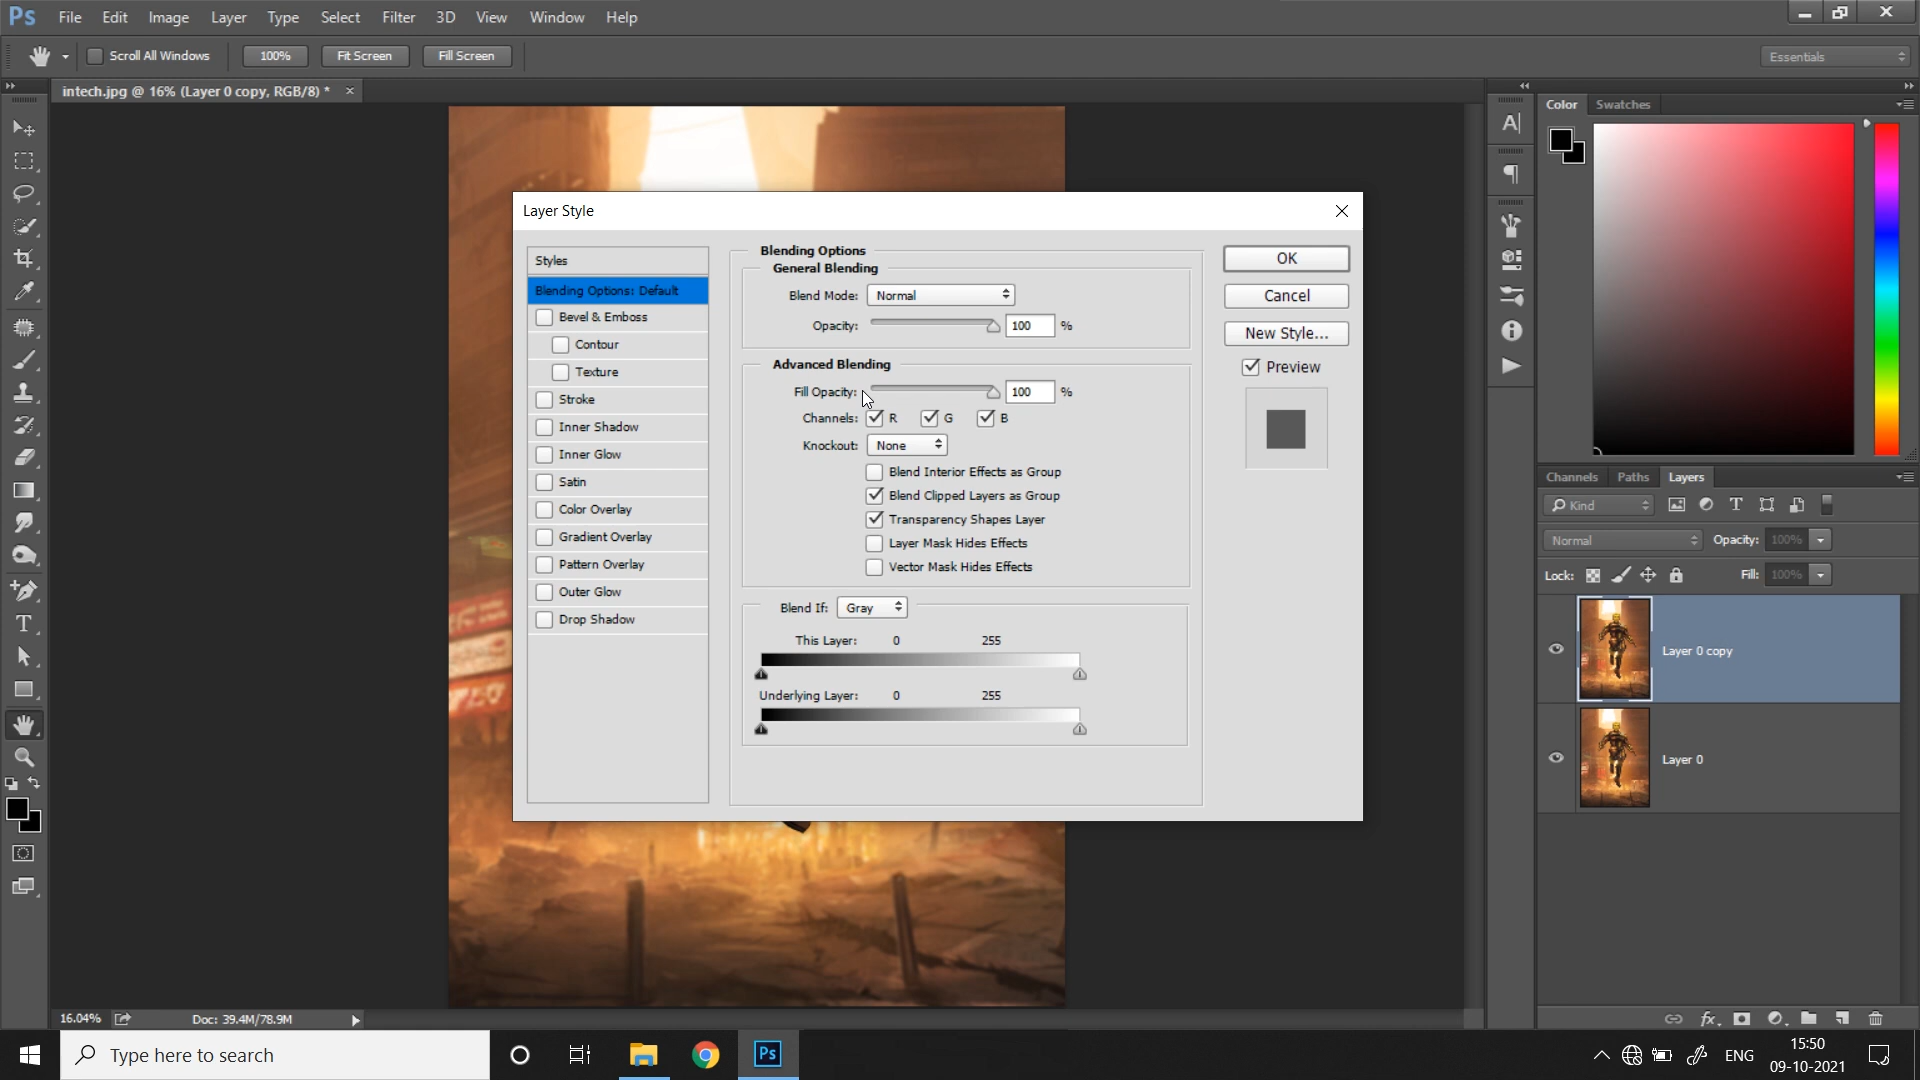 Ps File Edit Image Layer Type Select Filter 3D View Window Help
Scroll All Windows 100% Fit Screen Fill Screen Essentials
intech.jpg @ 16% (Layer 0 copy, RGB/8) *
Color Swatches
Layer Style
Styles
Blending Options: Default
Bevel & Emboss
Contour
Texture
Stroke
Inner Shadow
Inner Glow
Satin
Color Overlay
Gradient Overlay
Pattern Overlay
Outer Glow
Drop Shadow
Blending Options
General Blending
Blend Mode: Normal
Opacity: 100 %
Advanced Blending
Fill Opacity: 100 %
Channels: R G B
Knockout: None
Blend Interior Effects as Group
Blend Clipped Layers as Group
Transparency Shapes Layer
Layer Mask Hides Effects
Vector Mask Hides Effects
Blend If: Gray
This Layer: 0 255
Underlying Layer: 0 255
OK
Cancel
New Style...
Preview
Channels Paths Layers
Kind
Normal Opacity: 100%
Lock: Fill: 100%
Layer 0 copy
Layer 0
16.04% Doc: 39.4M/78.9M
fx
Type here to search
Ps
ENG
15:50
09-10-2021